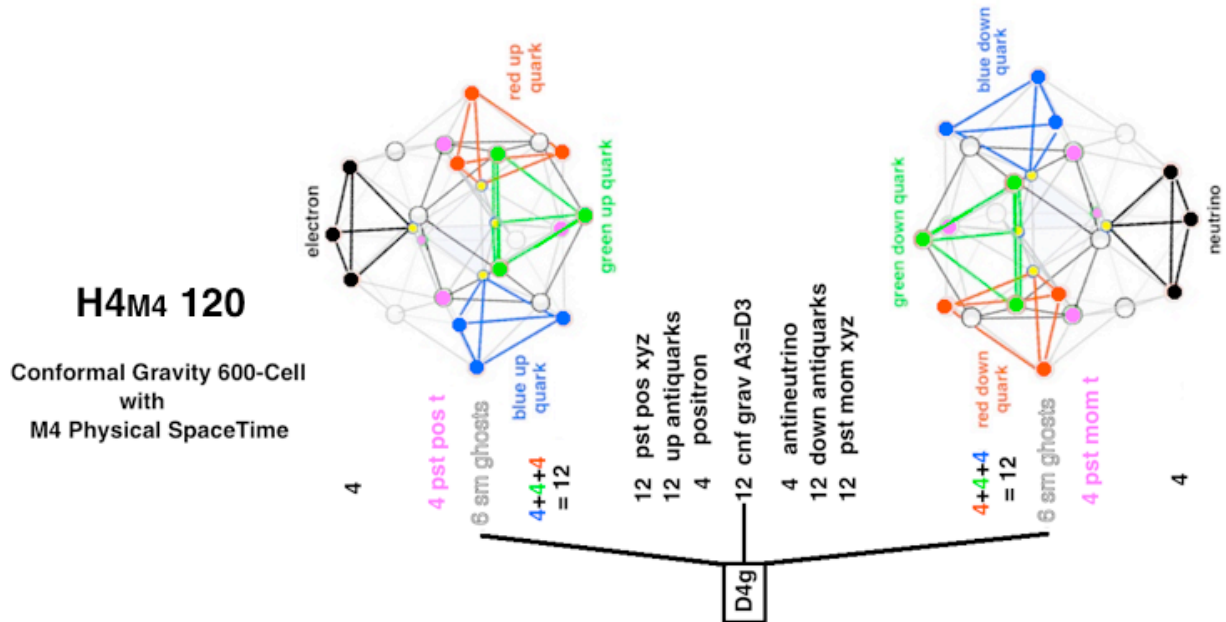 H4M4 120
Conformal Gravity 600-Cell
with
M4 Physical SpaceTime
4
electron
4 pst pos t
6 sm ghosts
4+4+4
= 12
blue up
quark
red up
quark
green up quark
12 pst pos xyz
12 up antiquarks
4 positron
12 cnf grav A3=D3
4 antineutrino
12 down antiquarks
12 pst mom xyz
D4g
green down quark
blue down
quark
red down
quark
4+4+4
= 12
6 sm ghosts
4 pst mom t
4
neutrino